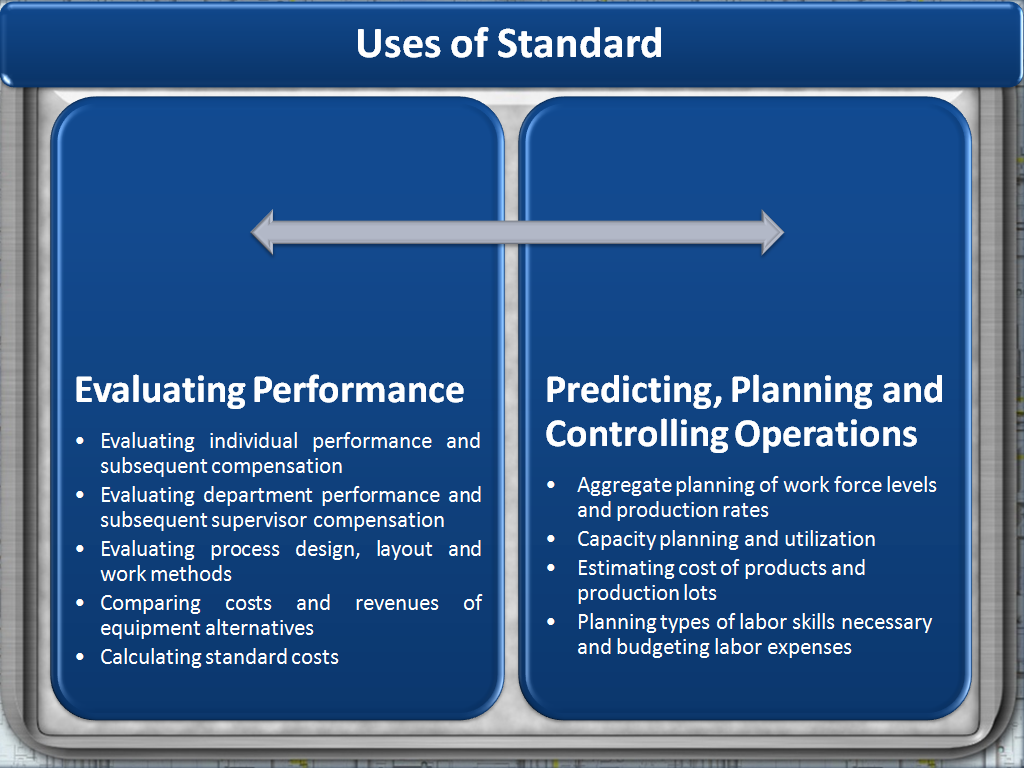 Uses of Standard
Evaluating Performance
• Evaluating individual performance and
subsequent compensation
• Evaluating department performance and
subsequent supervisor compensation
• Evaluating process design, layout and
work methods
• Comparing costs and revenues of
equipment alternatives
• Calculating standard costs
Predicting, Planning and
Controlling Operations
• Aggregate planning of work force levels
and production rates
• Capacity planning and utilization
• Estimating cost of products and
production lots
• Planning types of labor skills necessary
and budgeting labor expenses